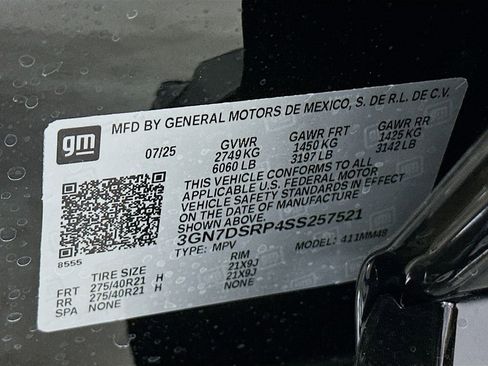 gm MFD BY GENERAL MOTORS DE MEXICO, S. DE R.L. DE C.V.
07/25 GVWR GAWR FRT GAWR RR
2749 KG 1450 KG 1425 KG
6060 LB 3197 LB 3142 LB
THIS VEHICLE CONFORMS TO ALL
APPLICABLE U.S. FEDERAL MOTOR
VEHICLE SAFETY STANDARDS IN EFFECT
ON THE DATE OF MANUFACTURE
SHOWN ABOVE.
3GN7DSRP4SS257521
TYPE: MPV MODEL: 411MM48
8555
TIRE SIZE RIM
FRT 275/40R21 H 21X9J
RR 275/40R21 H 21X9J
SPA NONE NONE